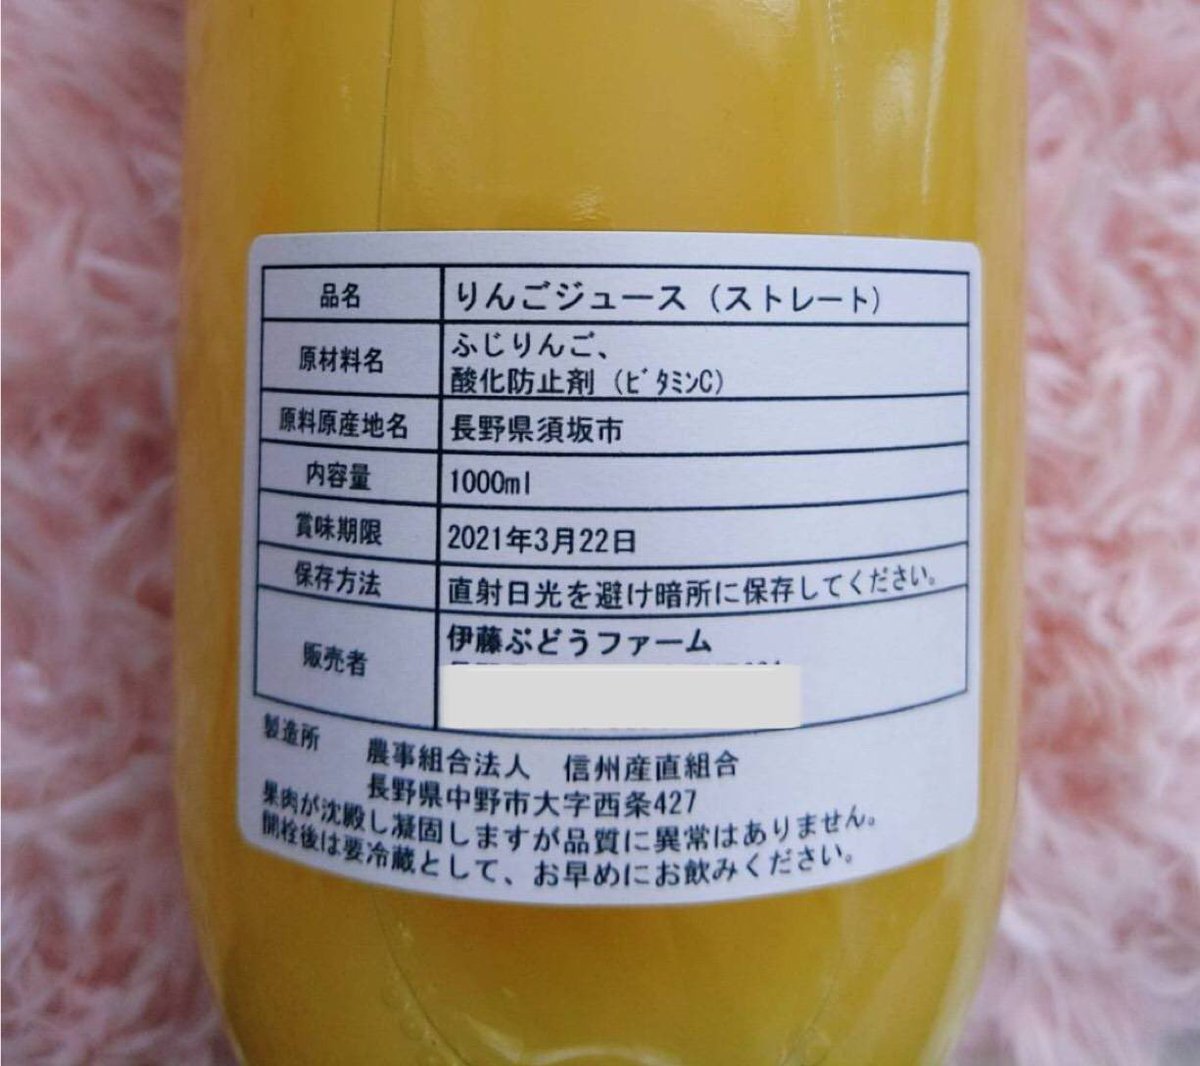 品名 りんごジュース（ストレート）
原材料名 ふじりんご、
酸化防止剤（ﾋﾞﾀﾐﾝC）
原料原産地名 長野県須坂市
内容量 1000ml
賞味期限 2021年3月22日
保存方法 直射日光を避け暗所に保存してください。
販売者 伊藤ぶどうファーム
製造所 農事組合法人 信州産直組合
長野県中野市大字西条427
果肉が沈殿し凝固しますが品質に異常はありません。
開栓後は要冷蔵として、お早めにお飲みください。